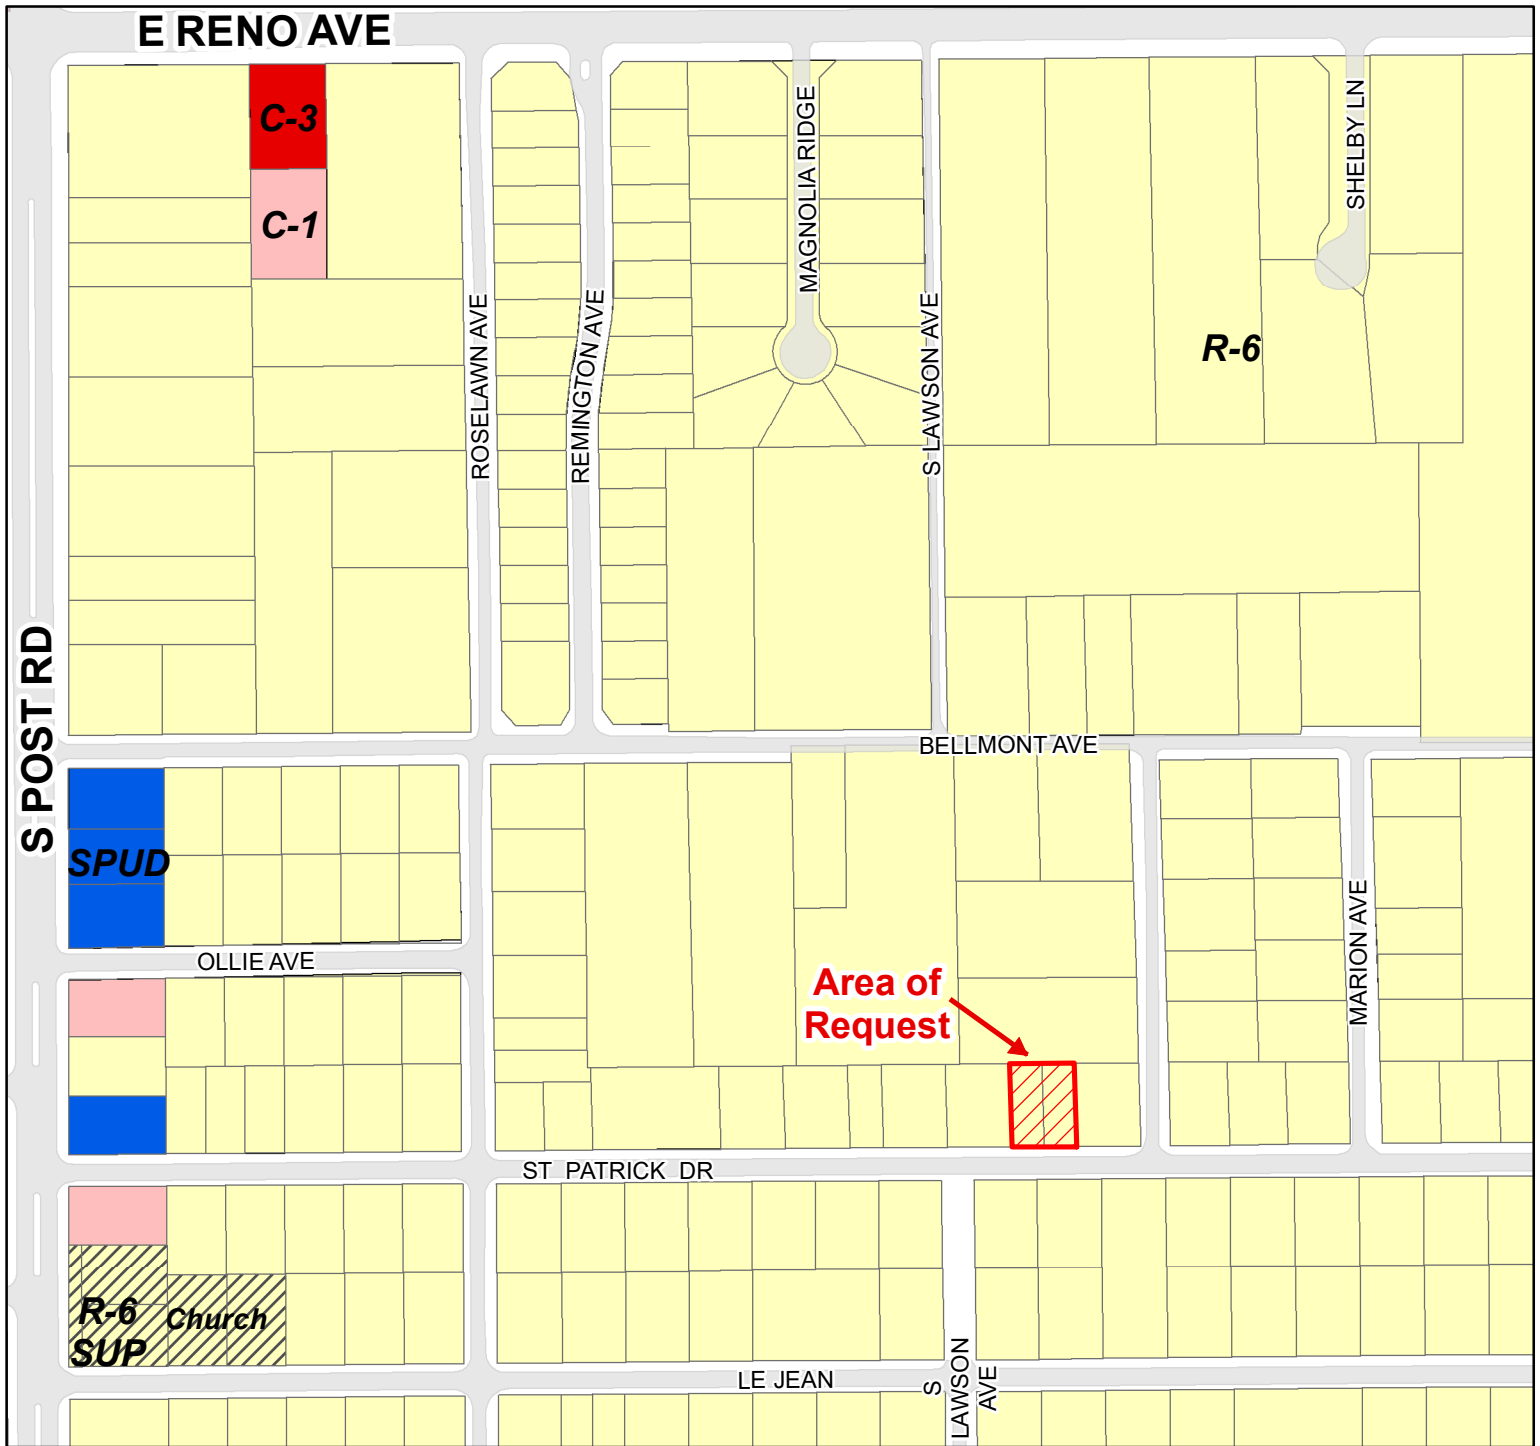 E RENO AVE
C-3
C-1
MAGNOLIA RIDGE
SHELBY LN
ROSELAWN AVE
REMINGTON AVE
S LAWSON AVE
R-6
S POST RD
BELLMONT AVE
SPUD
OLLIE AVE
MARION AVE
Area of
Request
ST PATRICK DR
R-6
SUP
Church
LE JEAN
S
LAWSON
AVE